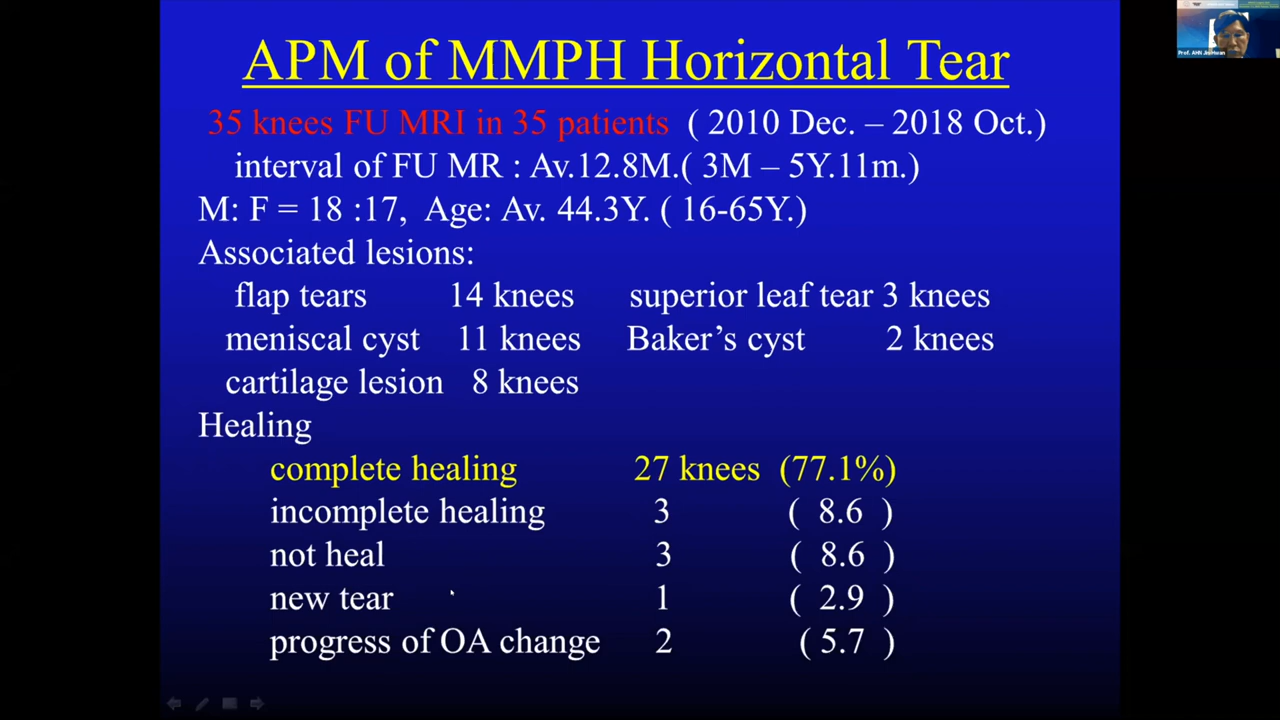 Prof. AHN JinHwan
APM of MMPH Horizontal Tear
35 knees FU MRI in 35 patients ( 2010 Dec. – 2018 Oct.)
interval of FU MR : Av.12.8M.( 3M – 5Y.11m.)
M: F = 18 :17, Age: Av. 44.3Y. ( 16-65Y.)
Associated lesions:
flap tears 14 knees superior leaf tear 3 knees
meniscal cyst 11 knees Baker’s cyst 2 knees
cartilage lesion 8 knees
Healing
complete healing 27 knees (77.1%)
incomplete healing 3 ( 8.6 )
not heal 3 ( 8.6 )
new tear 1 ( 2.9 )
progress of OA change 2 ( 5.7 )